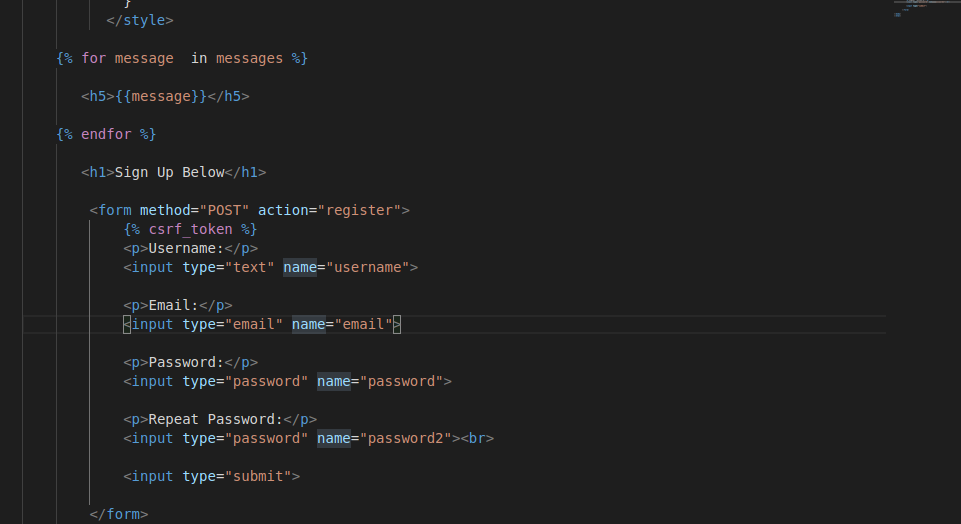 }
</style>
{% for message  in messages %}
<h5>{{message}}</h5>
{% endfor %}
<h1>Sign Up Below</h1>
<form method="POST" action="register">
{% csrf_token %}
<p>Username:</p>
<input type="text" name="username">
<p>Email:</p>
<input type="email" name="email">
<p>Password:</p>
<input type="password" name="password">
<p>Repeat Password:</p>
<input type="password" name="password2"><br>
<input type="submit">
</form>